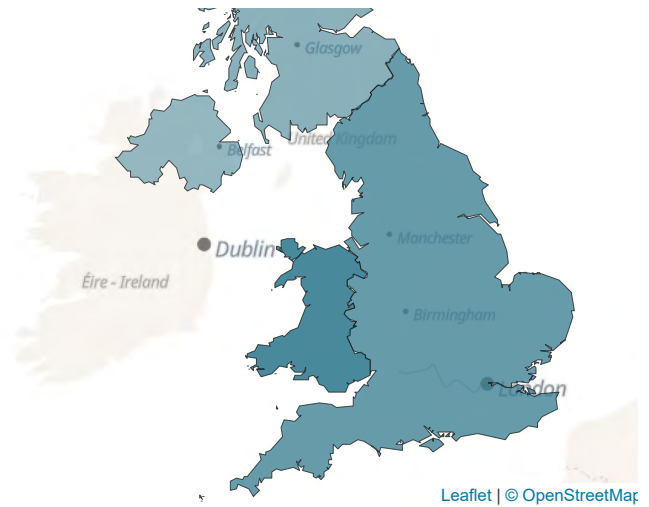 Glasgow
United Kingdom
Belfast
Manchester
Dublin
Éire - Ireland
Birmingham
London
Leaflet | © OpenStreetMap